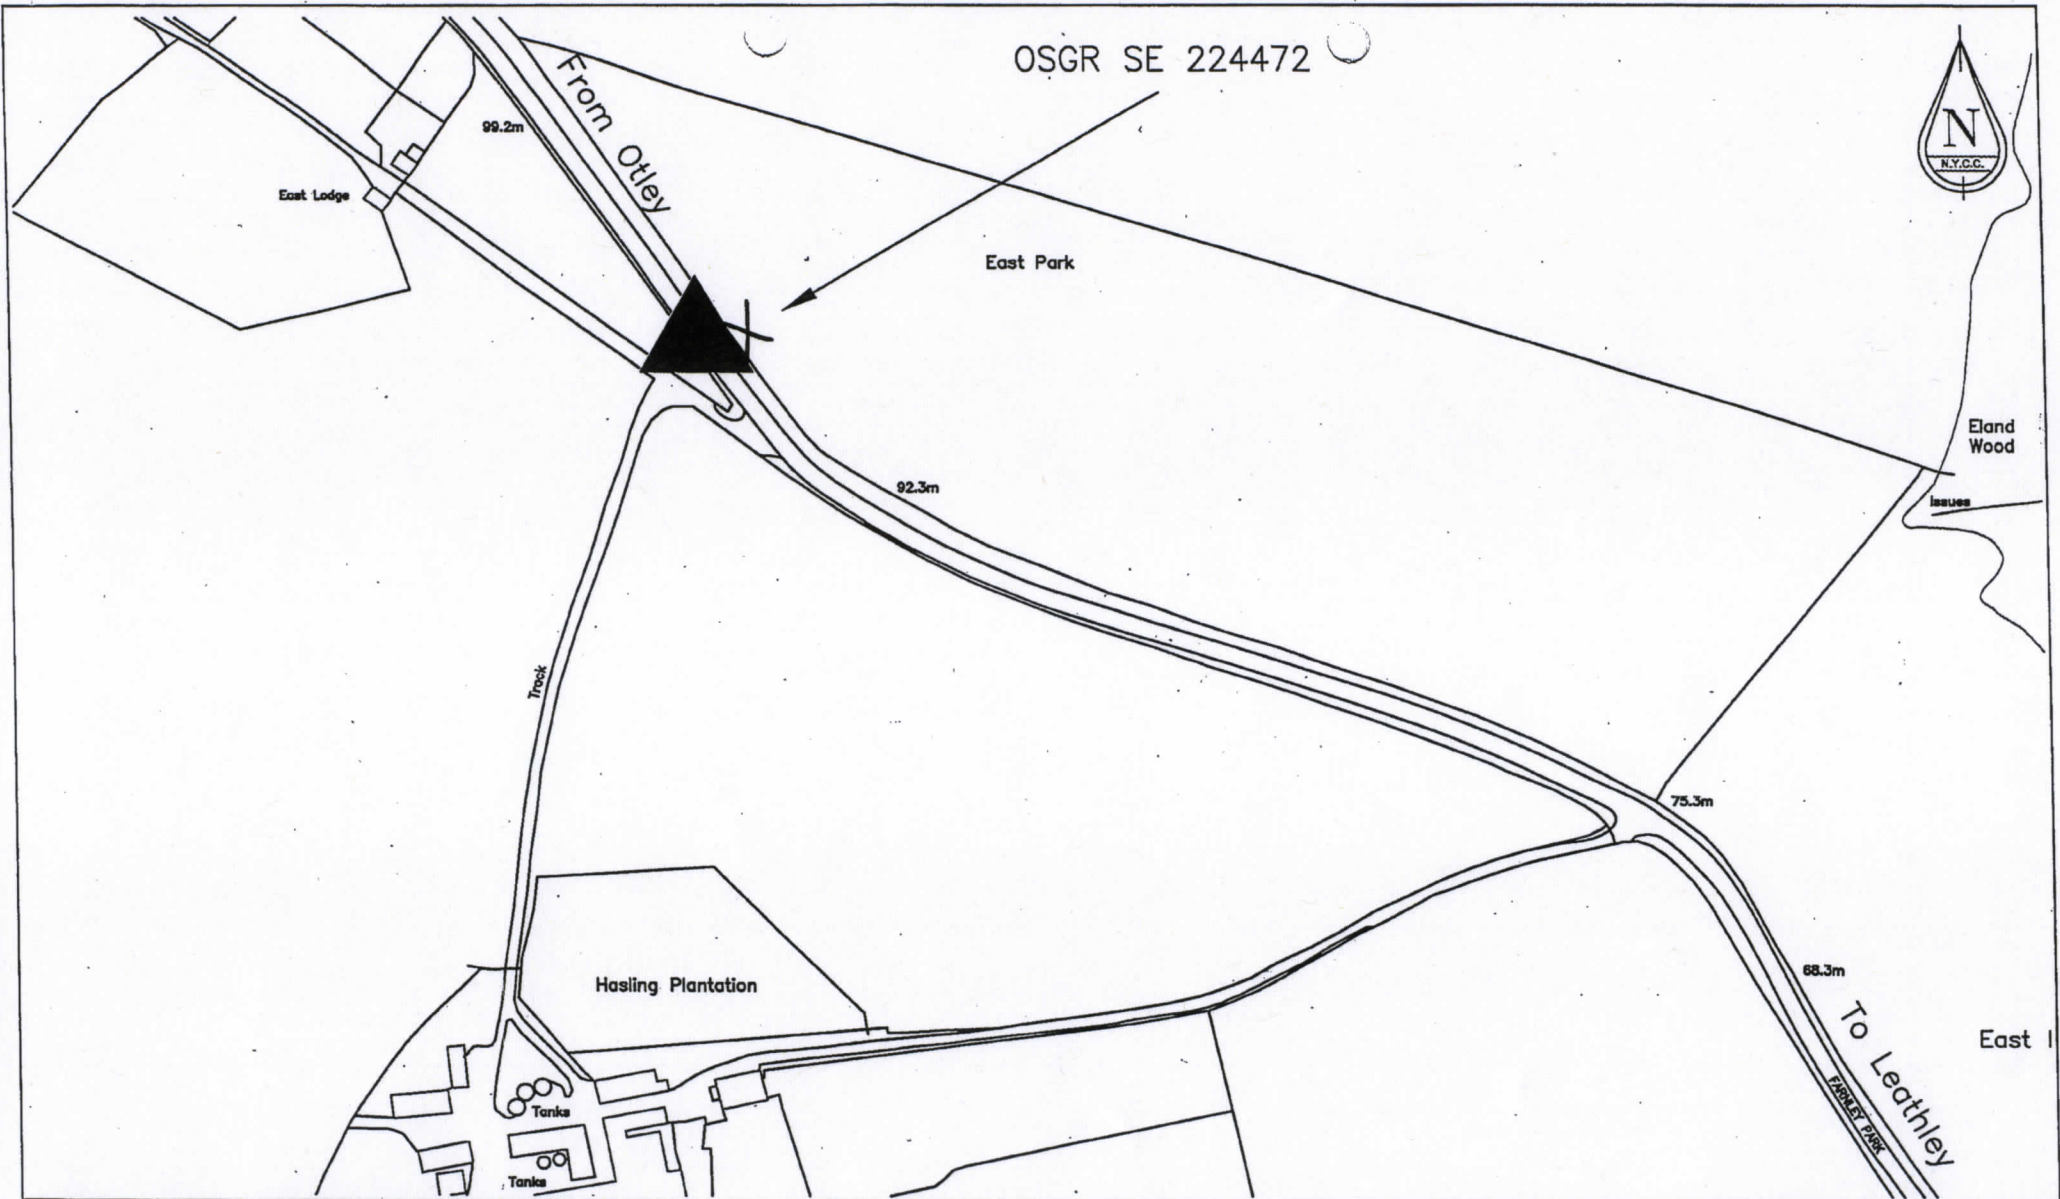 OSGR SE 224472
From Otley
99.2m
N
N.Y.C.C.
East Lodge
East Park
Eland
Wood
92.3m
Issues
Track
75.3m
68.3m
Hasling Plantation
To Leathley
East
FARNLEY PARK
Tanks
Tanks